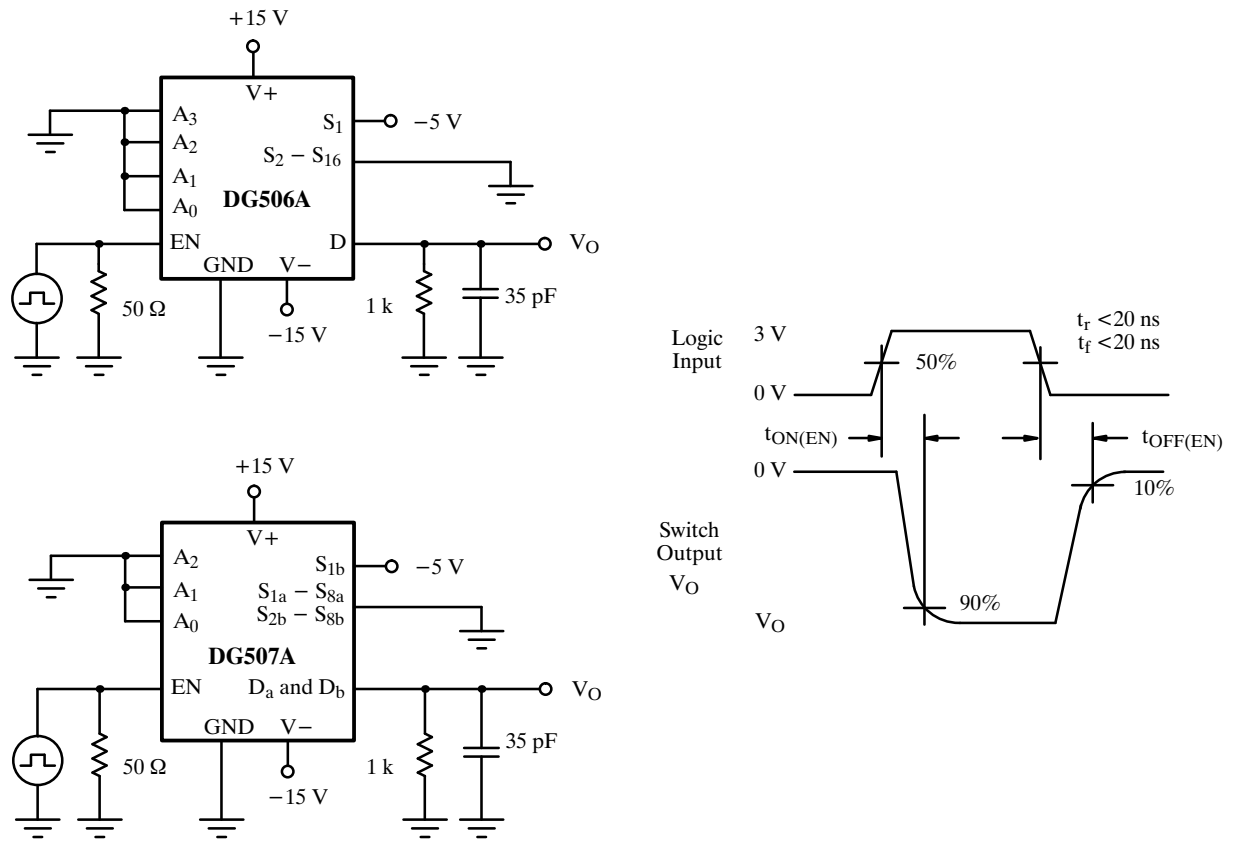 +15 V
V+
A3
A2
A1
A0
EN
S1
−5 V
S2 − S16
DG506A
D
VO
GND
V−
50 Ω
−15 V
1 k
35 pF
+15 V
V+
A2
A1
A0
EN
S1b
−5 V
S1a − S8a
S2b − S8b
DG507A
Da and Db
VO
GND
V−
50 Ω
−15 V
1 k
35 pF
Logic
Input
3 V
0 V
50%
tr <20 ns
tf <20 ns
tON(EN)
tOFF(EN)
0 V
10%
Switch
Output
VO
90%
VO